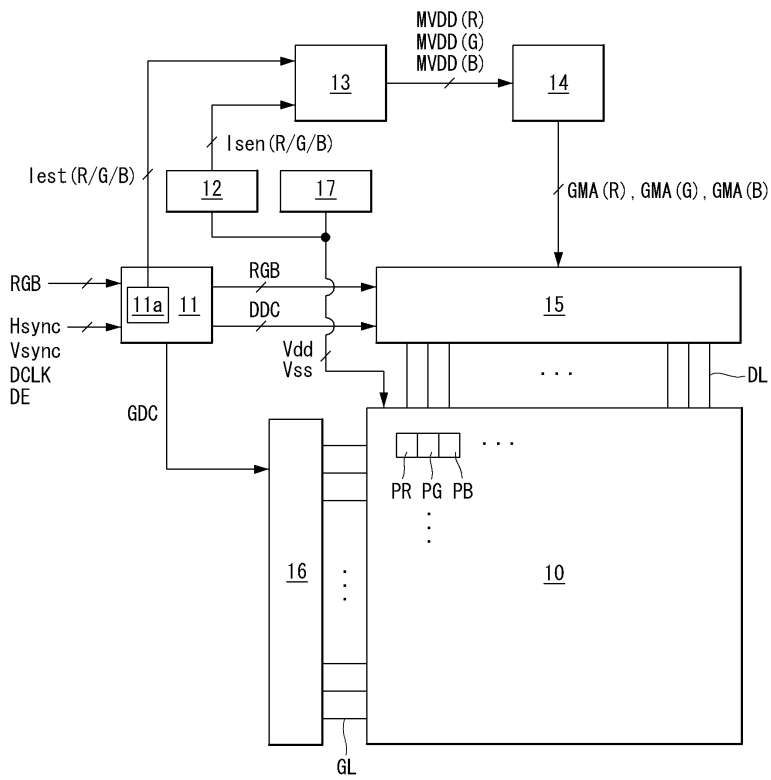 MVDD(R)
MVDD(G)
MVDD(B)
13
14
Isen(R/G/B)
Iest(R/G/B)
12
17
GMA(R), GMA(G), GMA(B)
RGB
11a
11
RGB
15
Hsync
Vsync
DCLK
DE
DDC
Vdd
Vss
DL
GDC
PR
PG
PB
16
10
GL